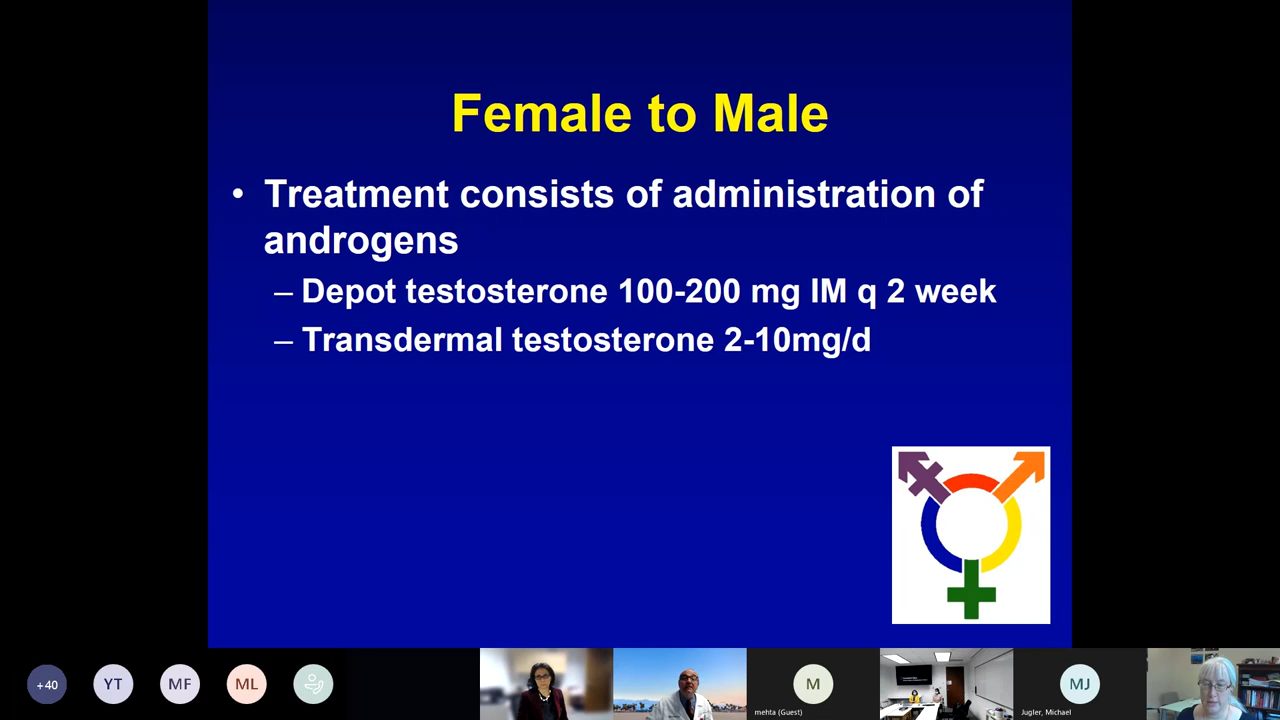 Female to Male
• Treatment consists of administration of
androgens
– Depot testosterone 100-200 mg IM q 2 week
– Transdermal testosterone 2-10mg/d
+40
YT
MF
ML
M
mehta (Guest)
MJ
Jugler, Michael